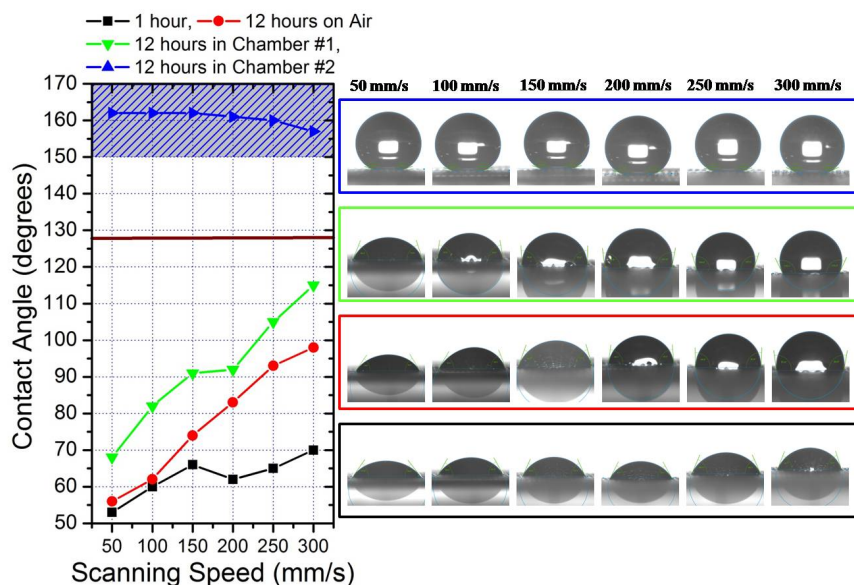 1 hour, 12 hours on Air
12 hours in Chamber #1,
12 hours in Chamber #2
50 mm/s 100 mm/s 150 mm/s 200 mm/s 250 mm/s 300 mm/s
170
160
150
140
130
120
110
100
90
80
70
60
50
Contact Angle (degrees)
50 100 150 200 250 300
Scanning Speed (mm/s)